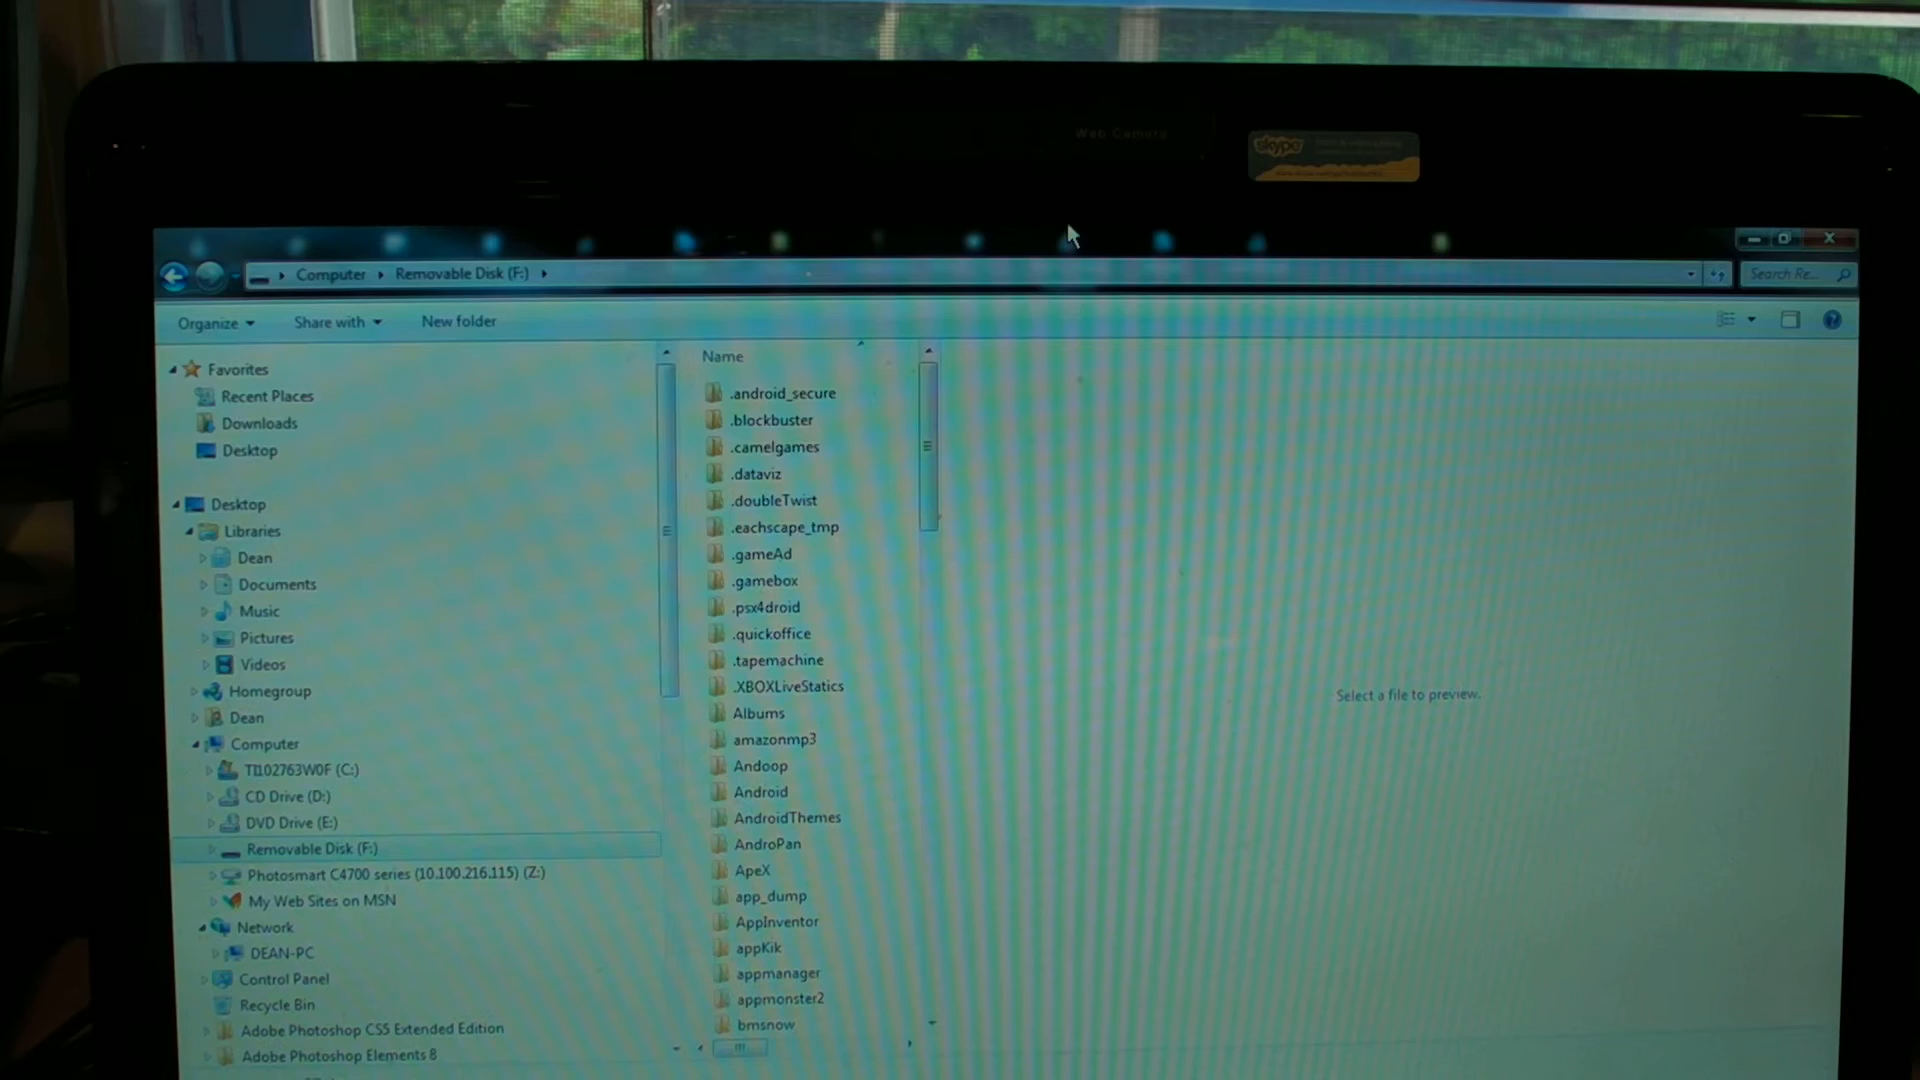 Web Camera
skype
Computer
Removable Disk (F:)
Search Re...
Organize
Share with
New folder
Favorites
Recent Places
Downloads
Desktop
Desktop
Libraries
Dean
Documents
Music
Pictures
Videos
Homegroup
Dean
Computer
TI102763W0F (C:)
CD Drive (D:)
DVD Drive (E:)
Removable Disk (F:)
Photosmart C4700 series (10.100.216.115) (Z:)
My Web Sites on MSN
Network
DEAN-PC
Control Panel
Recycle Bin
Adobe Photoshop CS5 Extended Edition
Adobe Photoshop Elements 8
Name
.android_secure
.blockbuster
.camelgames
.dataviz
.doubleTwist
.eachscape_tmp
.gameAd
.gamebox
.psx4droid
.quickoffice
.tapemachine
.XBOXLiveStatics
Albums
amazonmp3
Andoop
Android
AndroidThemes
AndroPan
ApeX
app_dump
AppInventor
appKik
appmanager
appmonster2
bmsnow
Select a file to preview.